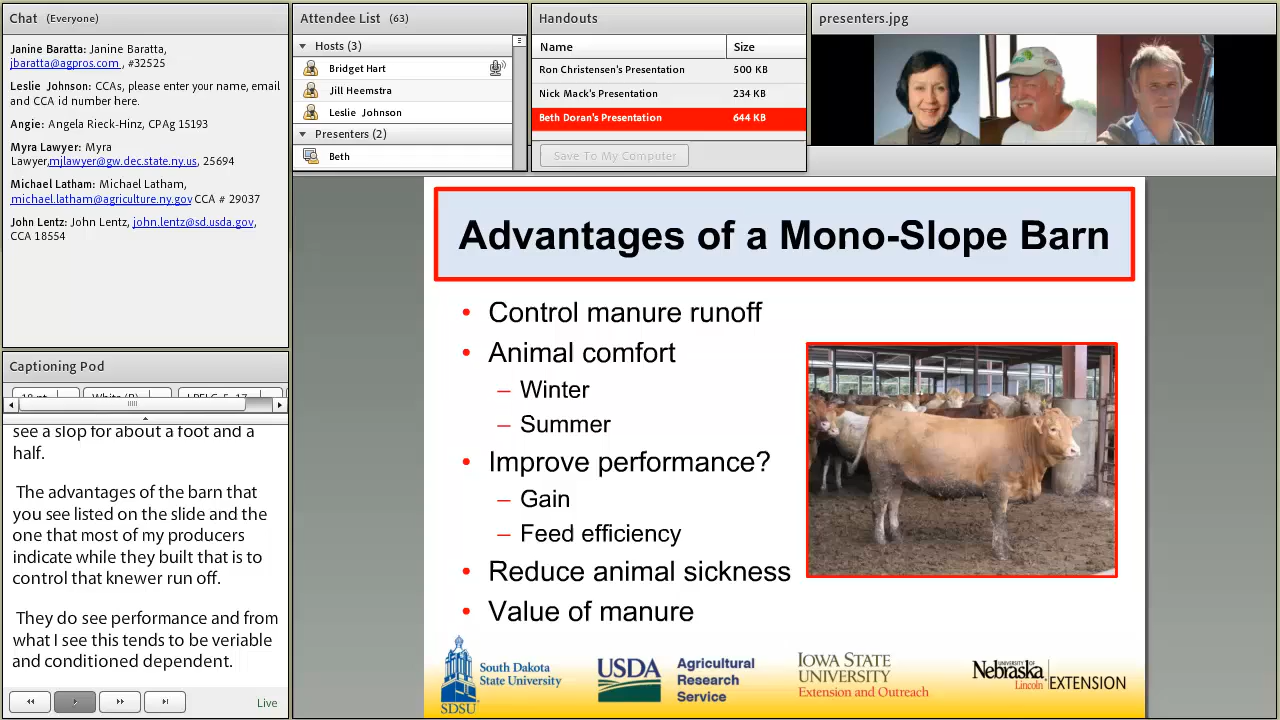 Chat (Everyone)
Janine Baratta: Janine Baratta,
jbaratta@agpros.com , #32525
Leslie Johnson: CCAs, please enter your name, email
and CCA id number here.
Angie: Angela Rieck-Hinz, CPAg 15193
Myra Lawyer: Myra
Lawyer,mjlawyer@gw.dec.state.ny.us, 25694
Michael Latham: Michael Latham,
michael.latham@agriculture.ny.gov CCA # 29037
John Lentz: John Lentz, john.lentz@sd.usda.gov,
CCA 18554
Captioning Pod
see a slop for about a foot and a
half.
The advantages of the barn that
you see listed on the slide and the
one that most of my producers
indicate while they built that is to
control that knewer run off.
They do see performance and from
what I see this tends to be veriable
and conditioned dependent.
Live
Attendee List (63)
Hosts (3)
Bridget Hart
Jill Heemstra
Leslie Johnson
Presenters (2)
Beth
Handouts
Name Size
Ron Christensen's Presentation 500 KB
Nick Mack's Presentation 234 KB
Beth Doran's Presentation 644 KB
Save To My Computer
presenters.jpg
Advantages of a Mono-Slope Barn
• Control manure runoff
• Animal comfort
– Winter
– Summer
• Improve performance?
– Gain
– Feed efficiency
• Reduce animal sickness
• Value of manure
SDSU
South Dakota
State University
USDA
Agricultural
Research
Service
IOWA STATE
UNIVERSITY
Extension and Outreach
UNIVERSITY OF
Nebraska
Lincoln
EXTENSION